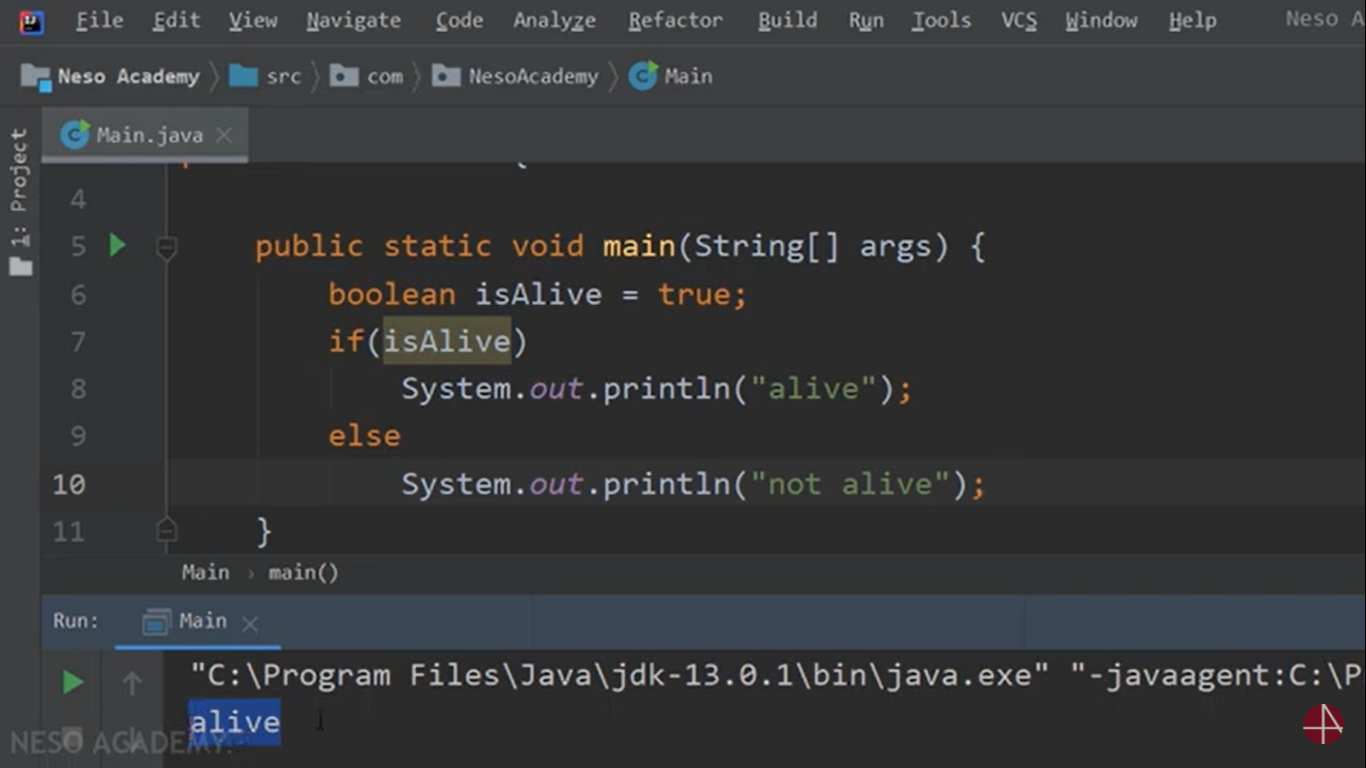 File Edit View Navigate Code Analyze Refactor Build Run Tools VCS Window Help Neso A
Neso Academy src com NesoAcademy Main
Main.java
1: Project
4
5 public static void main(String[] args) {
6 boolean isAlive = true;
7 if(isAlive)
8 System.out.println("alive");
9 else
10 System.out.println("not alive");
11 }
Main › main()
Run: Main
"C:\Program Files\Java\jdk-13.0.1\bin\java.exe" "-javaagent:C:\P
alive
NESO ACADEMY